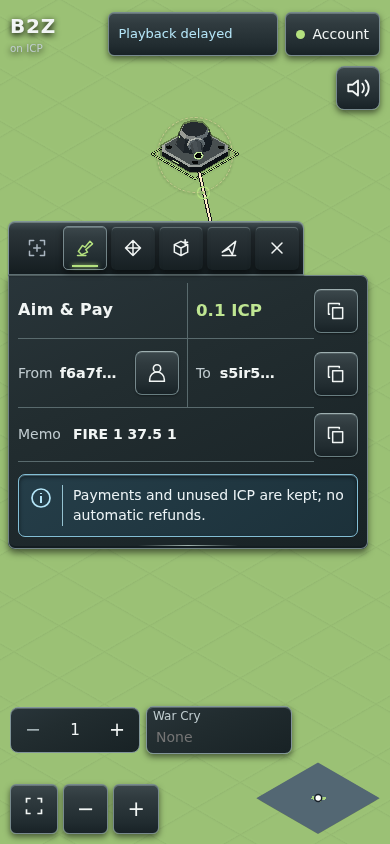 B2Z
on ICP
Playback delayed
Account
Aim & Pay
0.1 ICP
From f6a7f...
To s5ir5...
Memo FIRE 1 37.5 1
Payments and unused ICP are kept; no
automatic refunds.
− 1 +
War Cry
None
− +